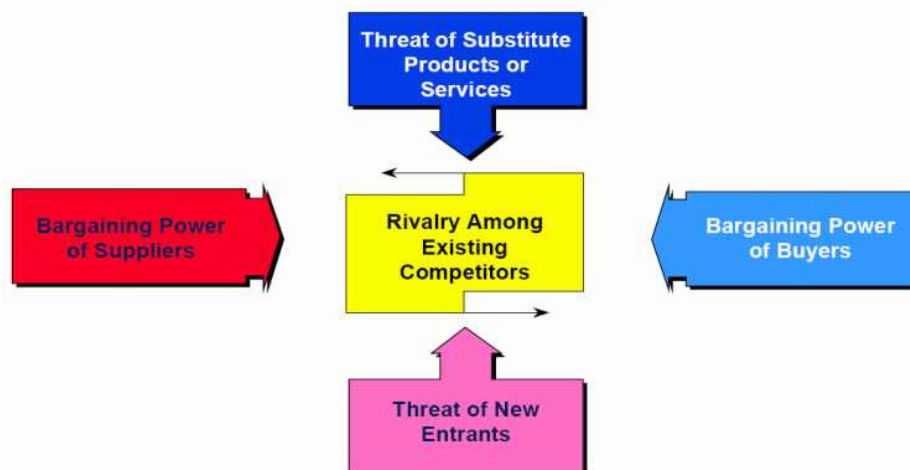 Threat of Substitute
Products or
Services
Bargaining Power
of Suppliers
Rivalry Among
Existing
Competitors
Bargaining Power
of Buyers
Threat of New
Entrants